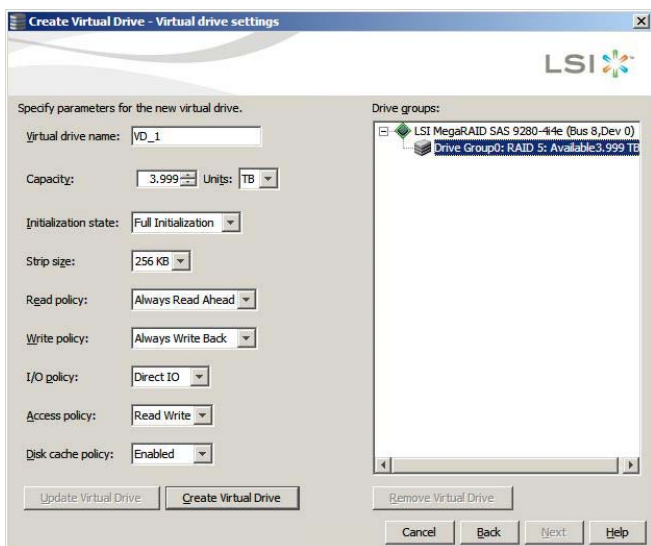 Create Virtual Drive - Virtual drive settings
LSI
Specify parameters for the new virtual drive.
Virtual drive name: VD_1
Capacity: 3.999 Units: TB
Initialization state: Full Initialization
Strip size: 256 KB
Read policy: Always Read Ahead
Write policy: Always Write Back
I/O policy: Direct IO
Access policy: Read Write
Disk cache policy: Enabled
Update Virtual Drive Create Virtual Drive
Drive groups:
LSI MegaRAID SAS 9280-4i4e (Bus 8,Dev 0)
Drive Group0: RAID 5: Available3.999 TB
Remove Virtual Drive
Cancel Back Next Help